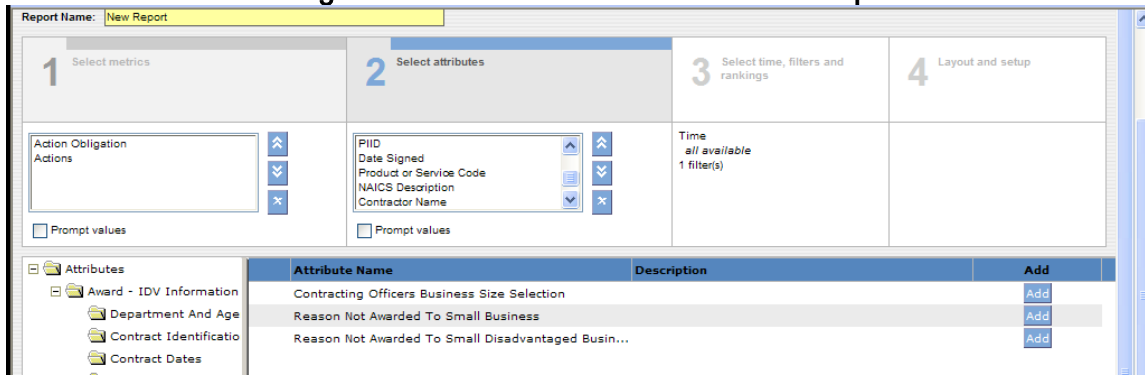 Report Name: New Report
1 Select metrics
2 Select attributes
3 Select time, filters and
rankings
4 Layout and setup
Action Obligation
Actions
Prompt values
PIID
Date Signed
Product or Service Code
NAICS Description
Contractor Name
Prompt values
Time
all available
1 filter(s)
Attributes
Award - IDV Information
Department And Age
Contract Identificatio
Contract Dates
Attribute Name Description Add
Contracting Officers Business Size Selection Add
Reason Not Awarded To Small Business Add
Reason Not Awarded To Small Disadvantaged Busin... Add